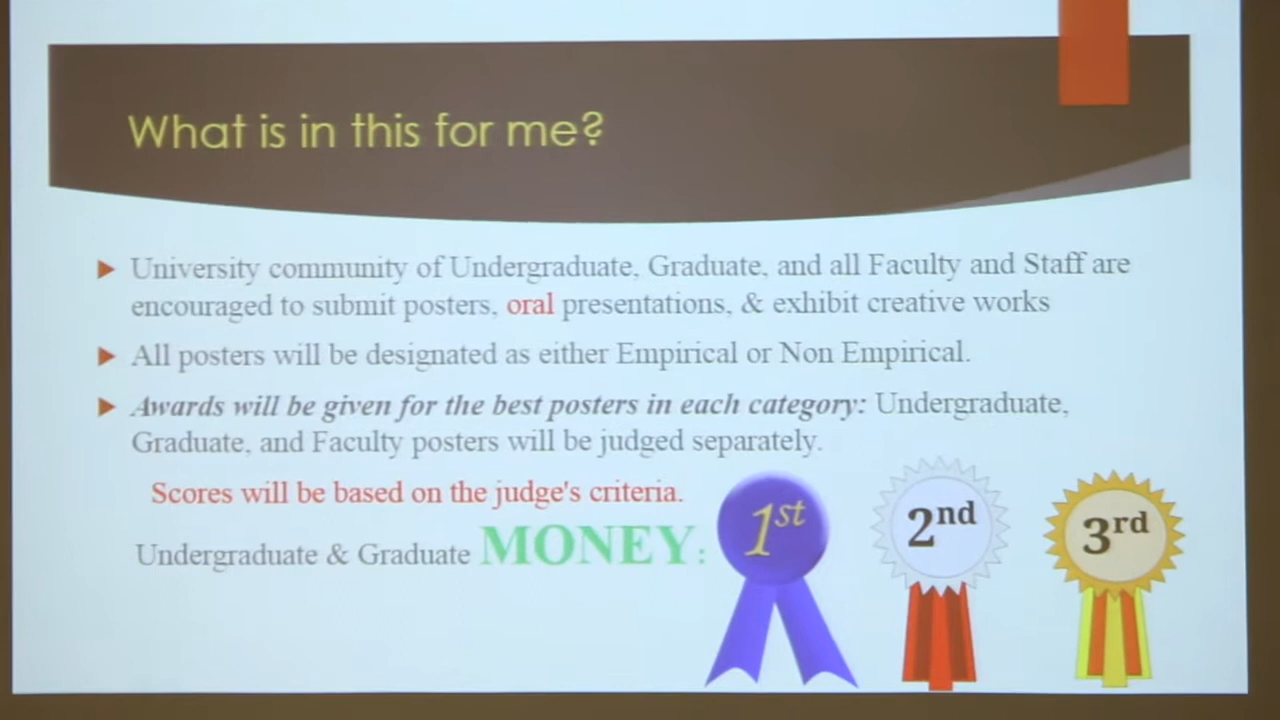 What is in this for me?
University community of Undergraduate, Graduate, and all Faculty and Staff are
encouraged to submit posters, oral presentations, & exhibit creative works
All posters will be designated as either Empirical or Non Empirical.
Awards will be given for the best posters in each category: Undergraduate,
Graduate, and Faculty posters will be judged separately.
Scores will be based on the judge's criteria.
Undergraduate & Graduate MONEY:
1st
2nd
3rd